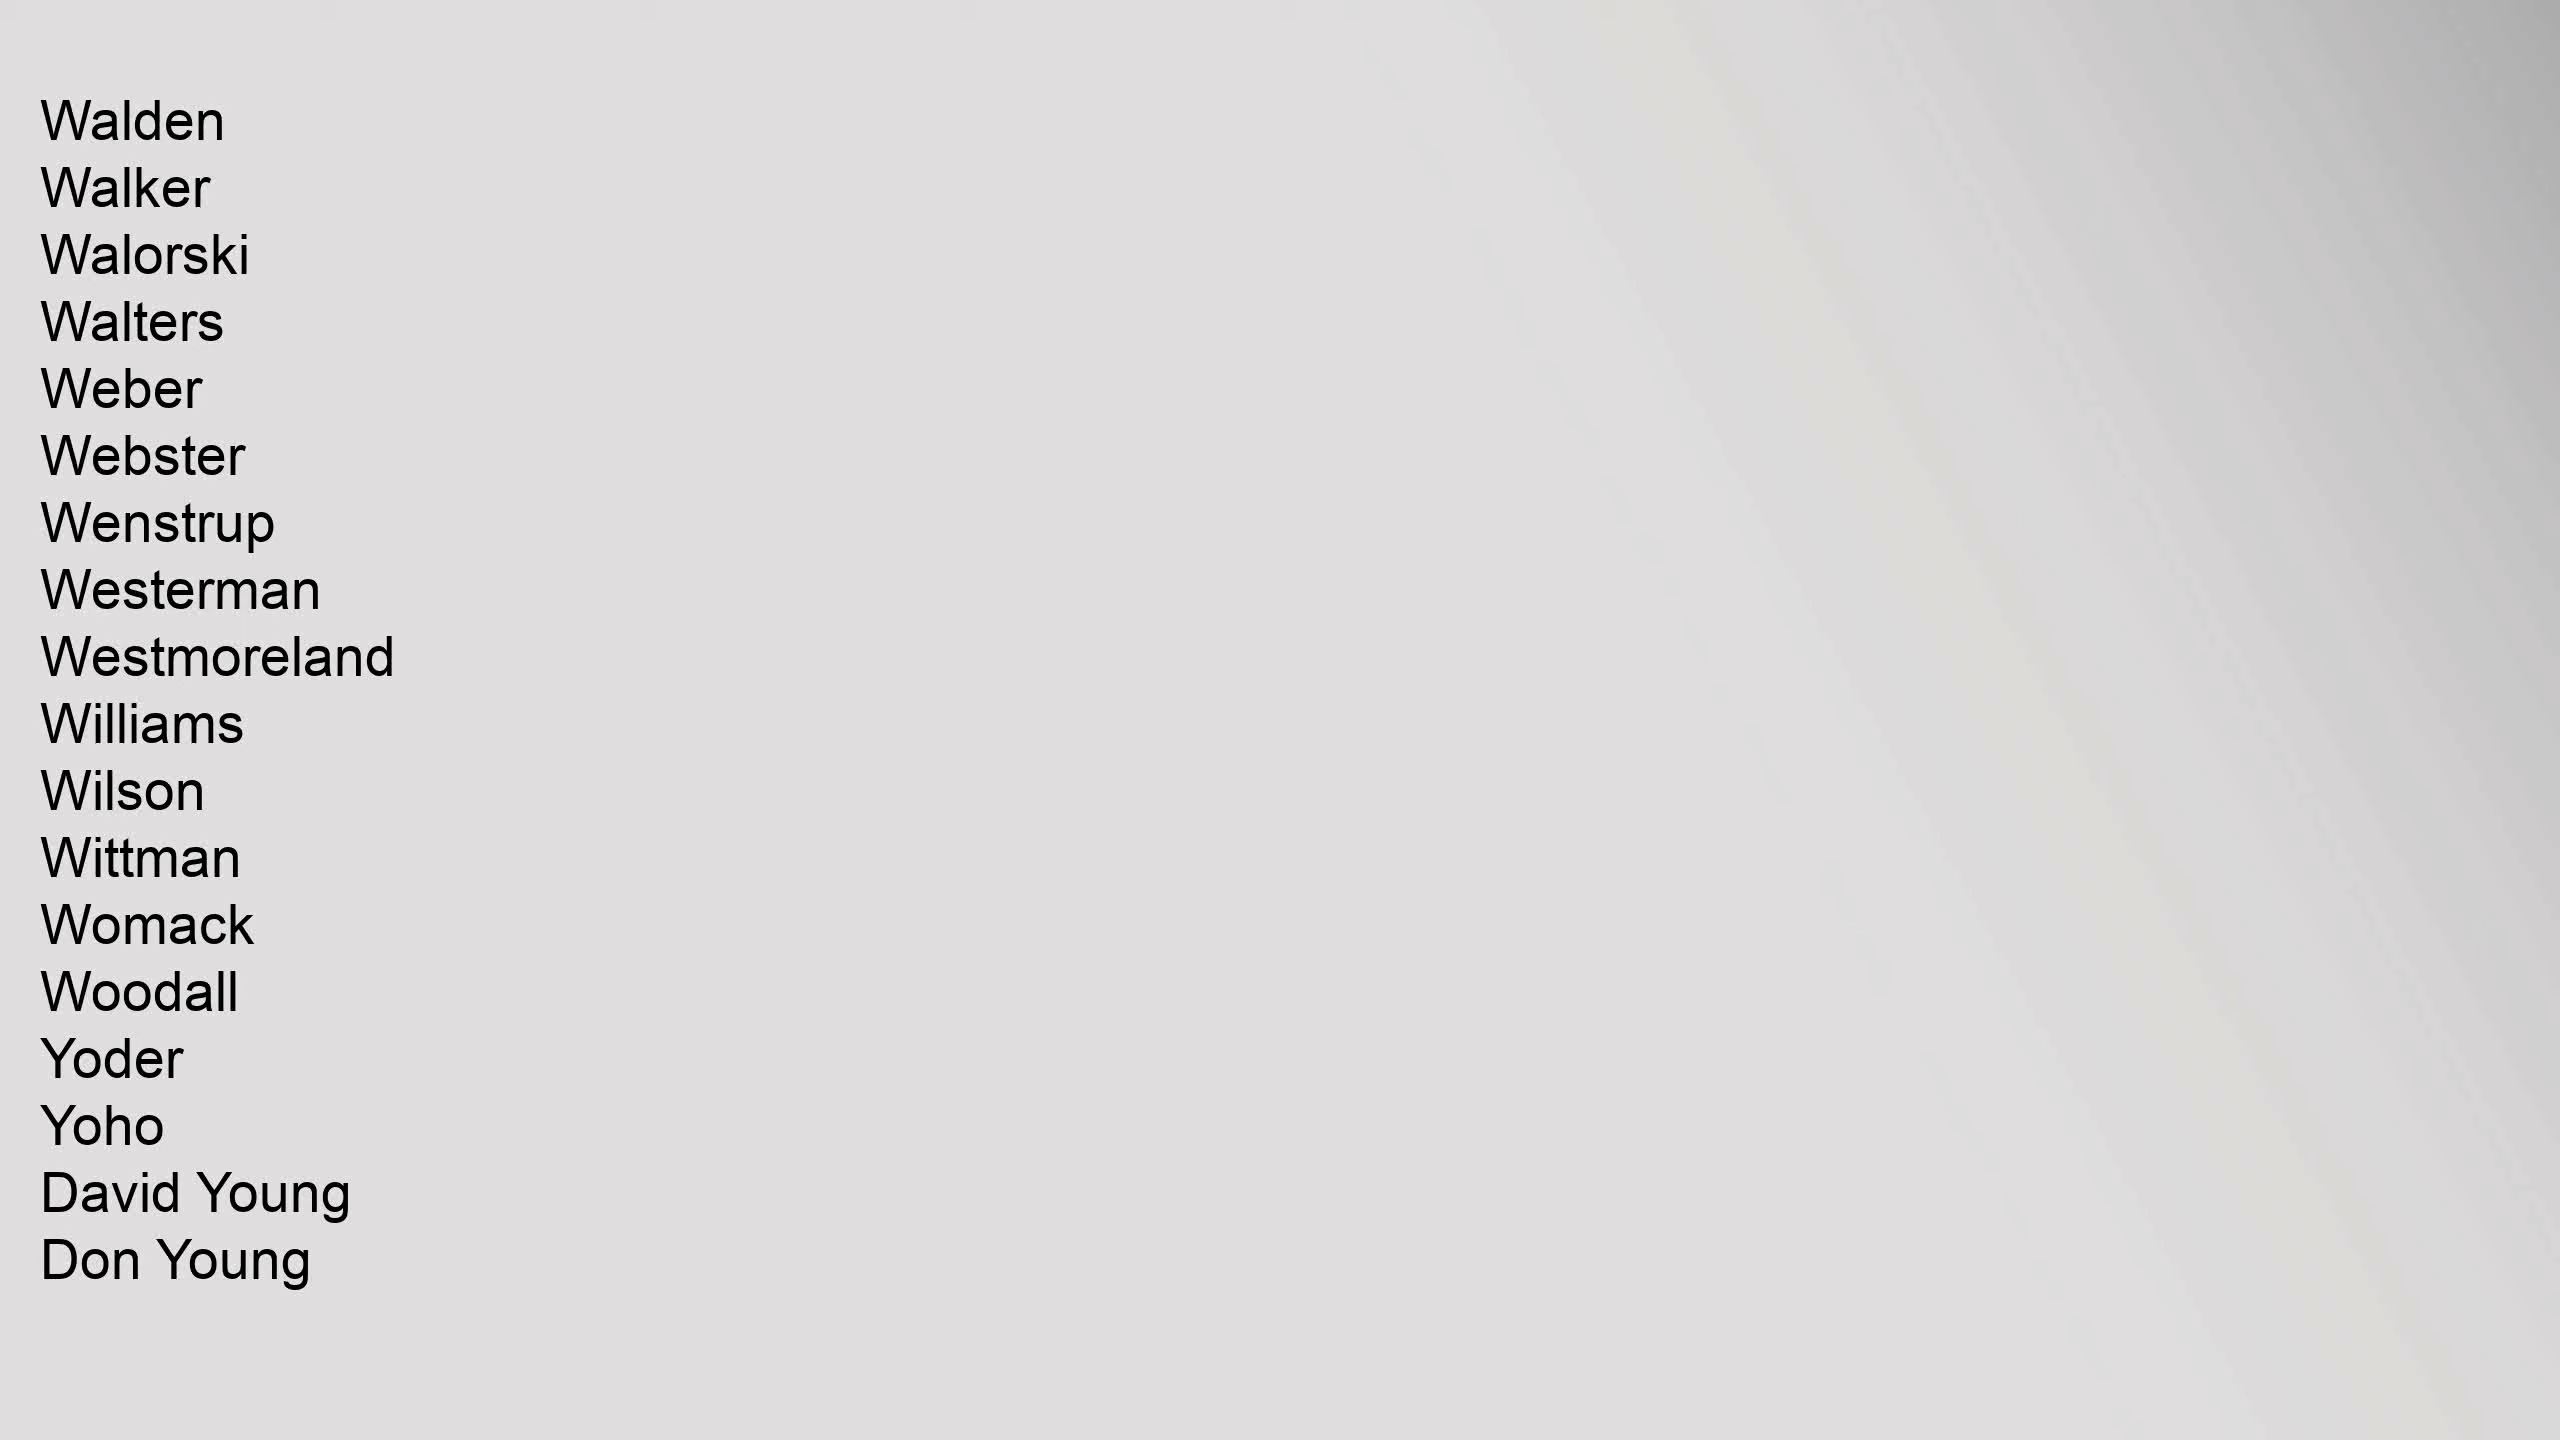 Walden
Walker
Walorski
Walters
Weber
Webster
Wenstrup
Westerman
Westmoreland
Williams
Wilson
Wittman
Womack
Woodall
Yoder
Yoho
David Young
Don Young